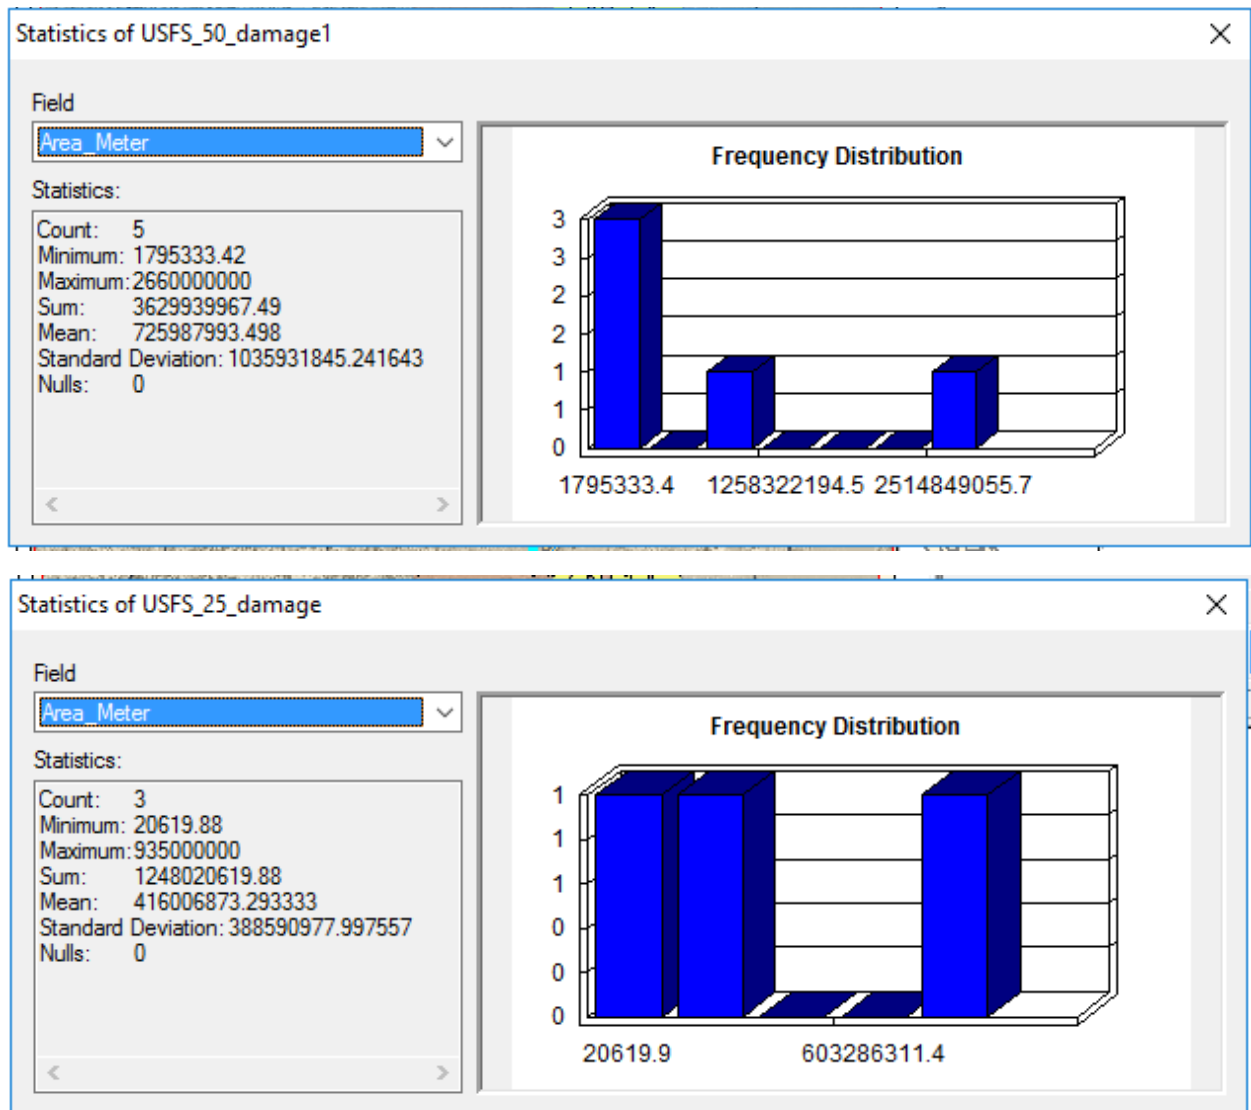 Statistics of USFS_50_damage1
Field
Area_Meter
Statistics:
Count: 5
Minimum: 1795333.42
Maximum: 2660000000
Sum: 3629939967.49
Mean: 725987993.498
Standard Deviation: 1035931845.241643
Nulls: 0
Frequency Distribution
3
3
2
2
1
1
0
1795333.4 1258322194.5 2514849055.7
Statistics of USFS_25_damage
Field
Area_Meter
Statistics:
Count: 3
Minimum: 20619.88
Maximum: 935000000
Sum: 1248020619.88
Mean: 416006873.293333
Standard Deviation: 388590977.997557
Nulls: 0
Frequency Distribution
1
1
1
0
0
0
20619.9 603286311.4